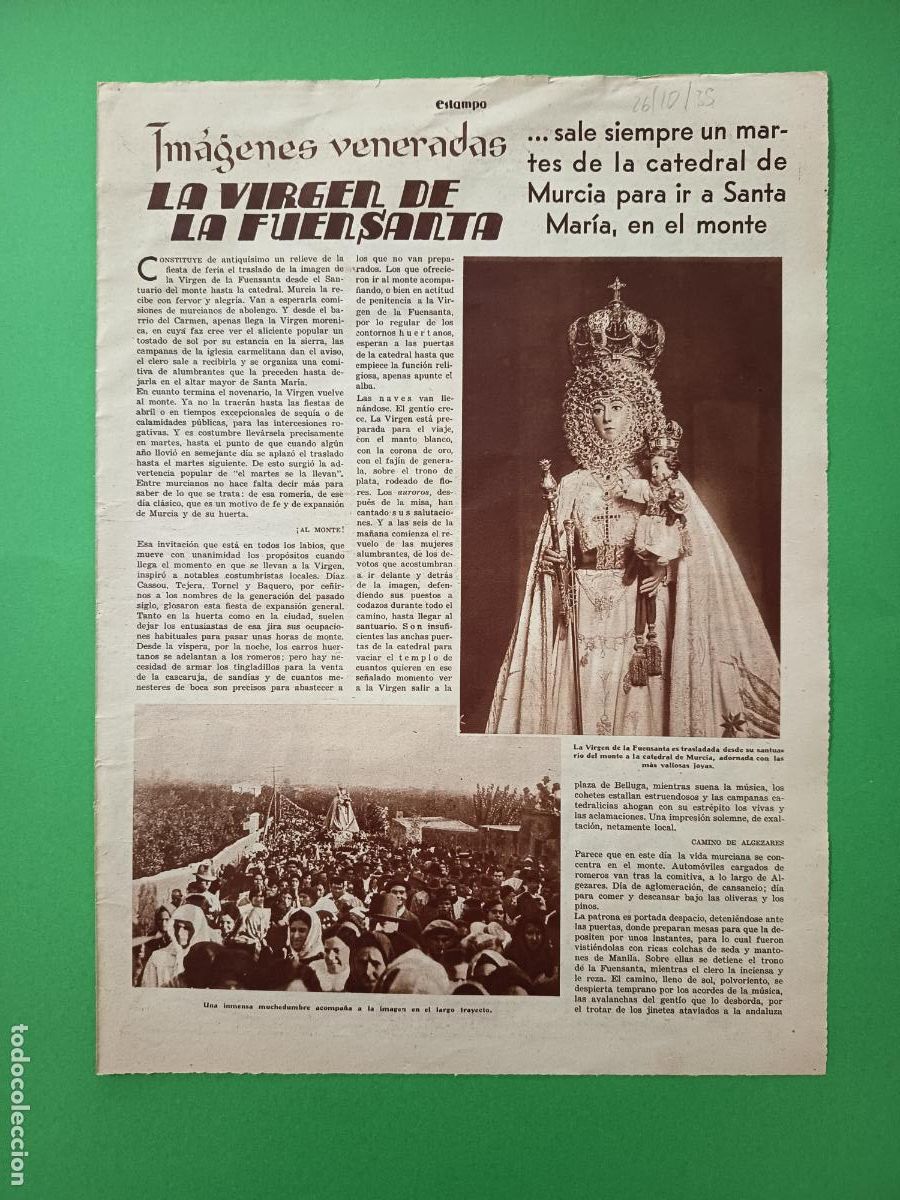 Estampa
26/10/35
Imágenes veneradas
LA VIRGEN DE
LA FUENSANTA
... sale siempre un mar-
tes de la catedral de
Murcia para ir a Santa
María, en el monte
CONSTITUYE de antiquísimo un relieve de la
fiesta de feria el traslado de la imagen de
la Virgen de la Fuensanta desde el San-
tuario del monte hasta la catedral. Murcia la re-
cibe con fervor y alegría. Van a esperarla comi-
siones de murcianos de abolengo. Y desde el ba-
rrio del Carmen, apenas llega la Virgen moreni-
ca, en cuya faz cree ver el aliciente popular un
tostado de sol por su estancia en la sierra, las
campanas de la iglesia carmelitana dan el aviso,
el clero sale a recibirla y se organiza una comi-
tiva de alumbrantes que la preceden hasta de-
jarla en el altar mayor de Santa María.
En cuanto termina el novenario, la Virgen vuelve
al monte. Ya no la traerán hasta las fiestas de
abril o en tiempos excepcionales de sequía o de
calamidades públicas, para las intercesiones ro-
gativas. Y es costumbre llevársela precisamente
en martes, hasta el punto de que cuando algún
año llovió en semejante día se aplazó el traslado
hasta el martes siguiente. De esto surgió la ad-
vertencia popular de "el martes se la llevan".
Entre murcianos no hace falta decir más para
saber de lo que se trata: de esa romería, de ese
día clásico, que es un motivo de fe y de expansión
de Murcia y de su huerta.
¡AL MONTE!
Esa invitación que está en todos los labios, que
mueve con unanimidad los propósitos cuando
llega el momento en que se llevan a la Virgen,
inspiró a notables costumbristas locales. Díaz
Cassou, Tejera, Tornel y Baquero, por ceñir-
nos a los nombres de la generación del pasado
siglo, glosaron esta fiesta de expansión general.
Tanto en la huerta como en la ciudad, suelen
dejar los entusiastas de esa jira sus ocupacio-
nes habituales para pasar unas horas de monte.
Desde la víspera, por la noche, los carros huer-
tanos se adelantan a los romeros; pero hay ne-
cesidad de armar los tingladillos para la venta
de la cascaruja, de sandías y de cuantos me-
nesteres de boca son precisos para abastecer a
los que no van prepa-
rados. Los que ofrecie-
ron ir al monte acompa-
ñando, o bien en actitud
de penitencia a la Vir-
gen de la Fuensanta,
por lo regular de los
contornos huertanos,
esperan a las puertas
de la catedral hasta que
empiece la función reli-
giosa, apenas apunte el
alba.
Las naves van lle-
nándose. El gentío cre-
ce. La Virgen está pre-
parada para el viaje,
con el manto blanco,
con la corona de oro,
con el fajín de genera-
la, sobre el trono de
plata, rodeado de flo-
res. Los auroros, des-
pués de la misa, han
cantado sus salutacio-
nes. Y a las seis de la
mañana comienza el re-
vuelo de las mujeres
alumbrantes, de los de-
votos que acostumbran
a ir delante y detrás
de la imagen, defen-
diendo sus puestos a
codazos durante todo el
camino, hasta llegar al
santuario. Son insufi-
cientes las anchas puer-
tas de la catedral para
vaciar el templo de
cuantos quieren en ese
señalado momento ver
a la Virgen salir a la
La Virgen de la Fuensanta es trasladada desde su santua-
rio del monte a la catedral de Murcia, adornada con las
más valiosas joyas.
plaza de Belluga, mientras suena la música, los
cohetes estallan estruendosos y las campanas ca-
tedralicias ahogan con su estrépito los vivas y
las aclamaciones. Una impresión solemne, de exal-
tación, netamente local.
CAMINO DE ALGEZARES
Parece que en este día la vida murciana se con-
centra en el monte. Automóviles cargados de
romeros van tras la comitiva, a lo largo de Al-
gezares. Día de aglomeración, de cansancio; día
para comer y descansar bajo las oliveras y los
pinos.
La patrona es portada despacio, deteniéndose ante
las puertas, donde preparan mesas para que la de-
positen por unos instantes, para lo cual fueron
vistiéndolas con ricas colchas de seda y manto-
nes de Manila. Sobre ellas se detiene el trono
de la Fuensanta, mientras el clero la inciensa y
le reza. El camino, lleno de sol, polvoriento, se
despierta temprano por los acordes de la música,
las avalanchas del gentío que lo desborda, por
el trotar de los jinetes ataviados a la andaluza
Una inmensa muchedumbre acompaña a la imagen en el largo trayecto.
todocoleccion.net